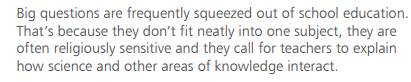 Big questions are frequently squeezed out of school education.
That's because they don't fit neatly into one subject, they are
often religiously sensitive and they call for teachers to explain
how science and other areas of knowledge interact.